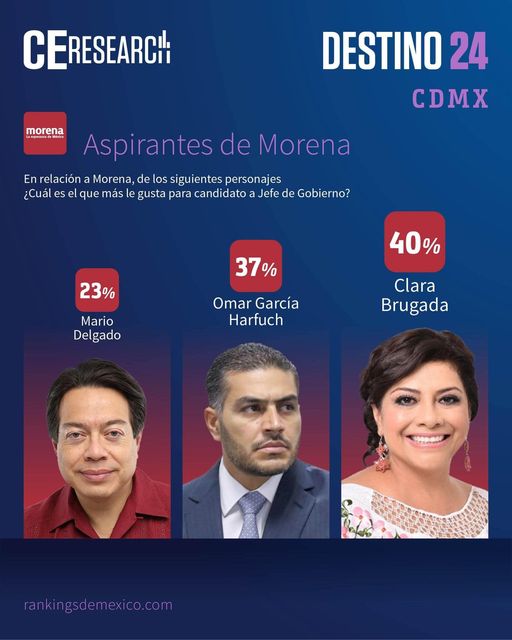 CERESEARCH
DESTINO 24
CDMX
morena
La esperanza de México
Aspirantes de Morena
En relación a Morena, de los siguientes personajes
¿Cuál es el que más le gusta para candidato a Jefe de Gobierno?
23%
Mario
Delgado
37%
Omar García
Harfuch
40%
Clara
Brugada
rankingsdemexico.com